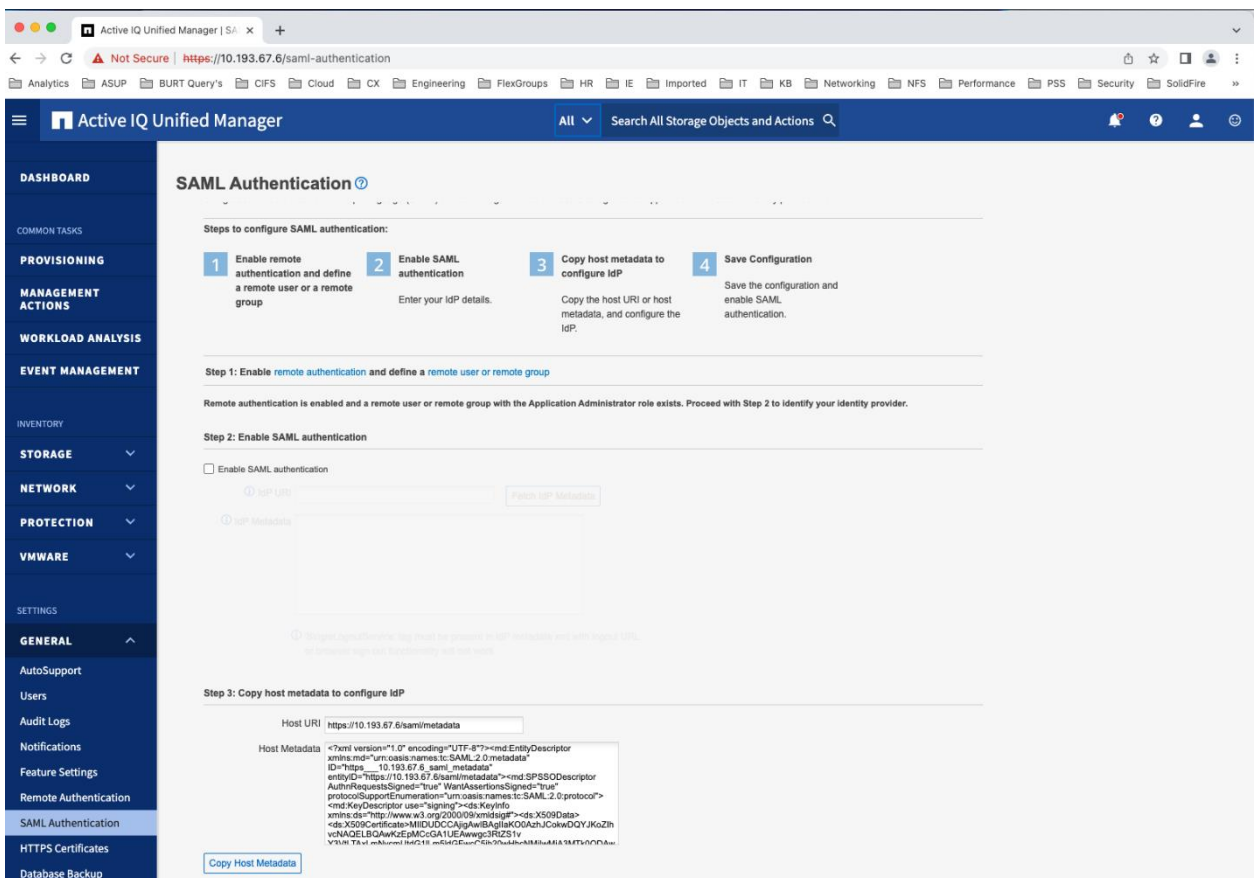 Active IQ Unified Manager | SA
Not Secure | https://10.193.67.6/saml-authentication
Analytics ASUP BURT Query's CIFS Cloud CX Engineering FlexGroups HR IE Imported IT KB Networking NFS Performance PSS Security SolidFire »
Active IQ Unified Manager
All Search All Storage Objects and Actions
DASHBOARD
COMMON TASKS
PROVISIONING
MANAGEMENT
ACTIONS
WORKLOAD ANALYSIS
EVENT MANAGEMENT
INVENTORY
STORAGE
NETWORK
PROTECTION
VMWARE
SETTINGS
GENERAL
AutoSupport
Users
Audit Logs
Notifications
Feature Settings
Remote Authentication
SAML Authentication
HTTPS Certificates
Database Backup
SAML Authentication
Steps to configure SAML authentication:
1 Enable remote
authentication and define
a remote user or a remote
group
2 Enable SAML
authentication
Enter your IdP details.
3 Copy host metadata to
configure IdP
Copy the host URI or host
metadata, and configure the
IdP.
4 Save Configuration
Save the configuration and
enable SAML
authentication.
Step 1: Enable remote authentication and define a remote user or remote group
Remote authentication is enabled and a remote user or remote group with the Application Administrator role exists. Proceed with Step 2 to identify your identity provider.
Step 2: Enable SAML authentication
Enable SAML authentication
IdP URI
Fetch IdP Metadata
IdP Metadata
Step 3: Copy host metadata to configure IdP
Host URI https://10.193.67.6/saml/metadata
Host Metadata <?xml version="1.0" encoding="UTF-8"?><md:EntityDescriptor
xmlns:md="urn:oasis:names:tc:SAML:2.0:metadata"
ID="https___10.193.67.6_saml_metadata"
entityID="https://10.193.67.6/saml/metadata"><md:SPSSODescriptor
AuthnRequestsSigned="true" WantAssertionsSigned="true"
protocolSupportEnumeration="urn:oasis:names:tc:SAML:2.0:protocol">
<md:KeyDescriptor use="signing"><ds:KeyInfo
xmlns:ds="http://www.w3.org/2000/09/xmldsig#"><ds:X509Data>
Copy Host Metadata